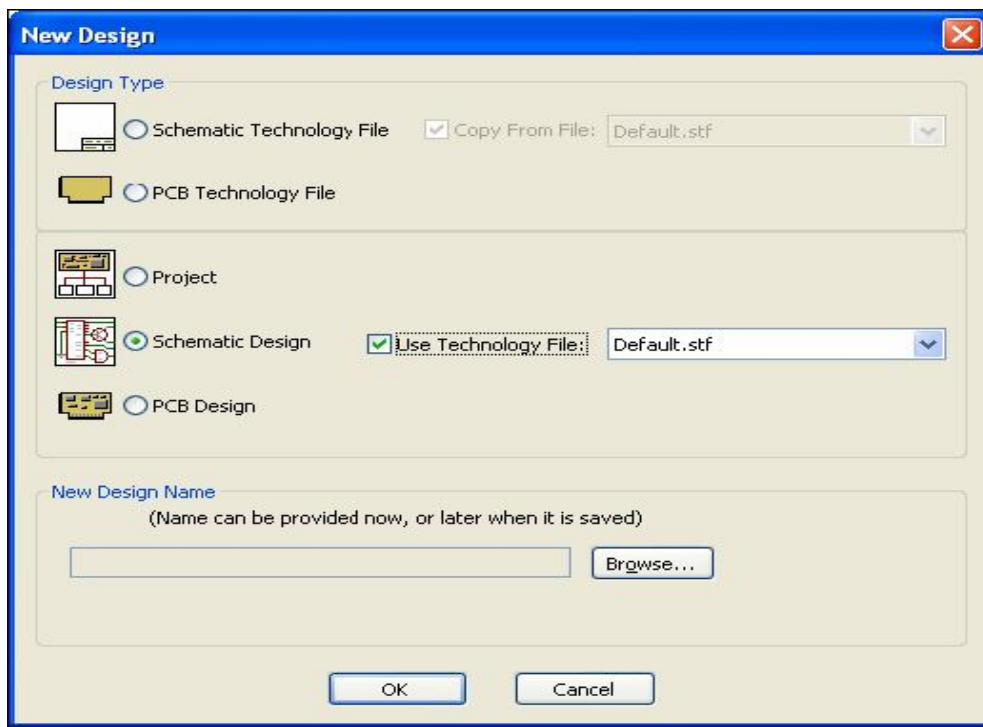 New Design
Design Type
Schematic Technology File Copy From File: Default.stf
PCB Technology File
Project
Schematic Design Use Technology File: Default.stf
PCB Design
New Design Name
(Name can be provided now, or later when it is saved)
Browse...
OK Cancel